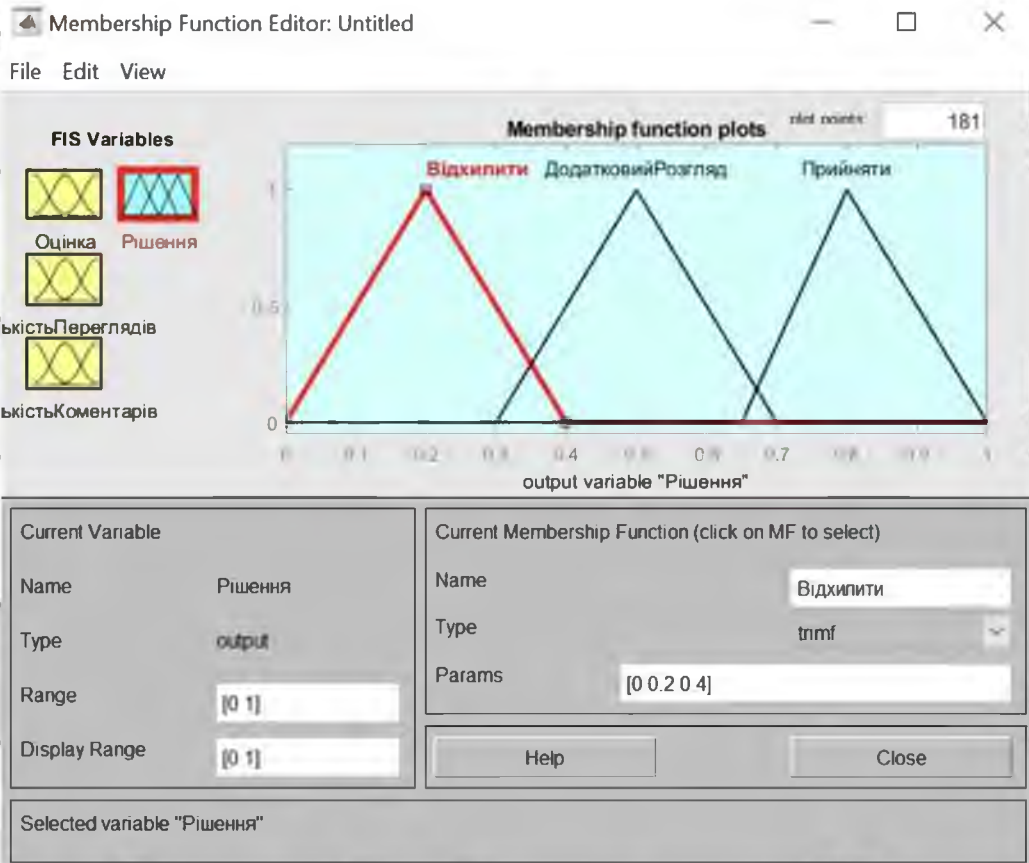 Membership Function Editor: Untitled
File Edit View
FIS Variables
Оцінка
Рішення
ькістьПереглядів
ькістьКоментарів
Membership function plots
plot points:
181
Відхилити
ДодатковийРозгляд
Прийняти
1
0.5
0
0 0.1 0.2 0.3 0.4 0.5 0.6 0.7 0.8 0.9 1
output variable "Рішення"
Current Variable
Name Рішення
Type output
Range [0 1]
Display Range [0 1]
Current Membership Function (click on MF to select)
Name Відхилити
Type trimf
Params [0 0.2 0.4]
Help
Close
Selected variable "Рішення"